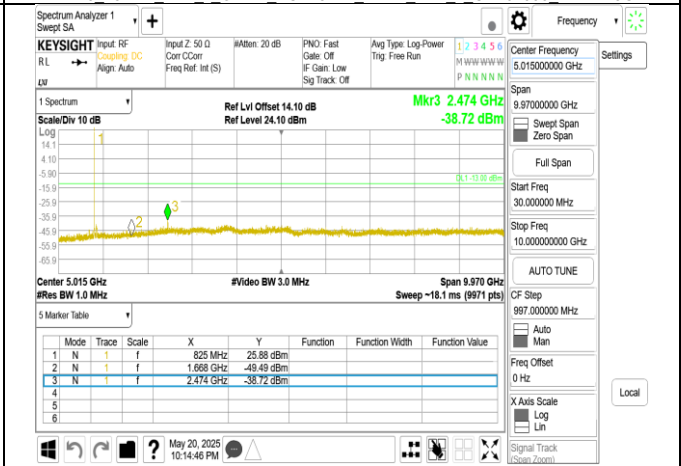 Spectrum Analyzer 1
Swept SA
+
Frequency
KEYSIGHT
Input: RF
Input Z: 50 Ω
#Atten: 20 dB
PNO: Fast
Avg Type: Log-Power
1 2 3 4 5 6
RL
Coupling: DC
Corr CCorr
Gate: Off
Trig: Free Run
M W W W W W
Align: Auto
Freq Ref: Int (S)
IF Gain: Low
P N N N N N
Sig Track: Off
LXI
1 Spectrum
Scale/Div 10 dB
Ref Lvl Offset 14.10 dB
Ref Level 24.10 dBm
Mkr3 2.474 GHz
-38.72 dBm
Log
14.1
4.10
-5.90
-15.9
-25.9
-35.9
-45.9
-55.9
-65.9
1
2
3
DL1 -13.00 dBm
Center 5.015 GHz
#Video BW 3.0 MHz
Span 9.970 GHz
#Res BW 1.0 MHz
Sweep ~18.1 ms (9971 pts)
5 Marker Table
Mode Trace Scale X Y Function Function Width Function Value
1 N 1 f 825 MHz 25.88 dBm
2 N 1 f 1.668 GHz -49.49 dBm
3 N 1 f 2.474 GHz -38.72 dBm
4
5
6
?
May 20, 2025
10:14:46 PM
Center Frequency
5.015000000 GHz
Settings
Span
9.97000000 GHz
Swept Span
Zero Span
Full Span
Start Freq
30.000000 MHz
Stop Freq
10.000000000 GHz
AUTO TUNE
CF Step
997.000000 MHz
Auto
Man
Freq Offset
0 Hz
Local
X Axis Scale
Log
Lin
Signal Track
(Span Zoom)